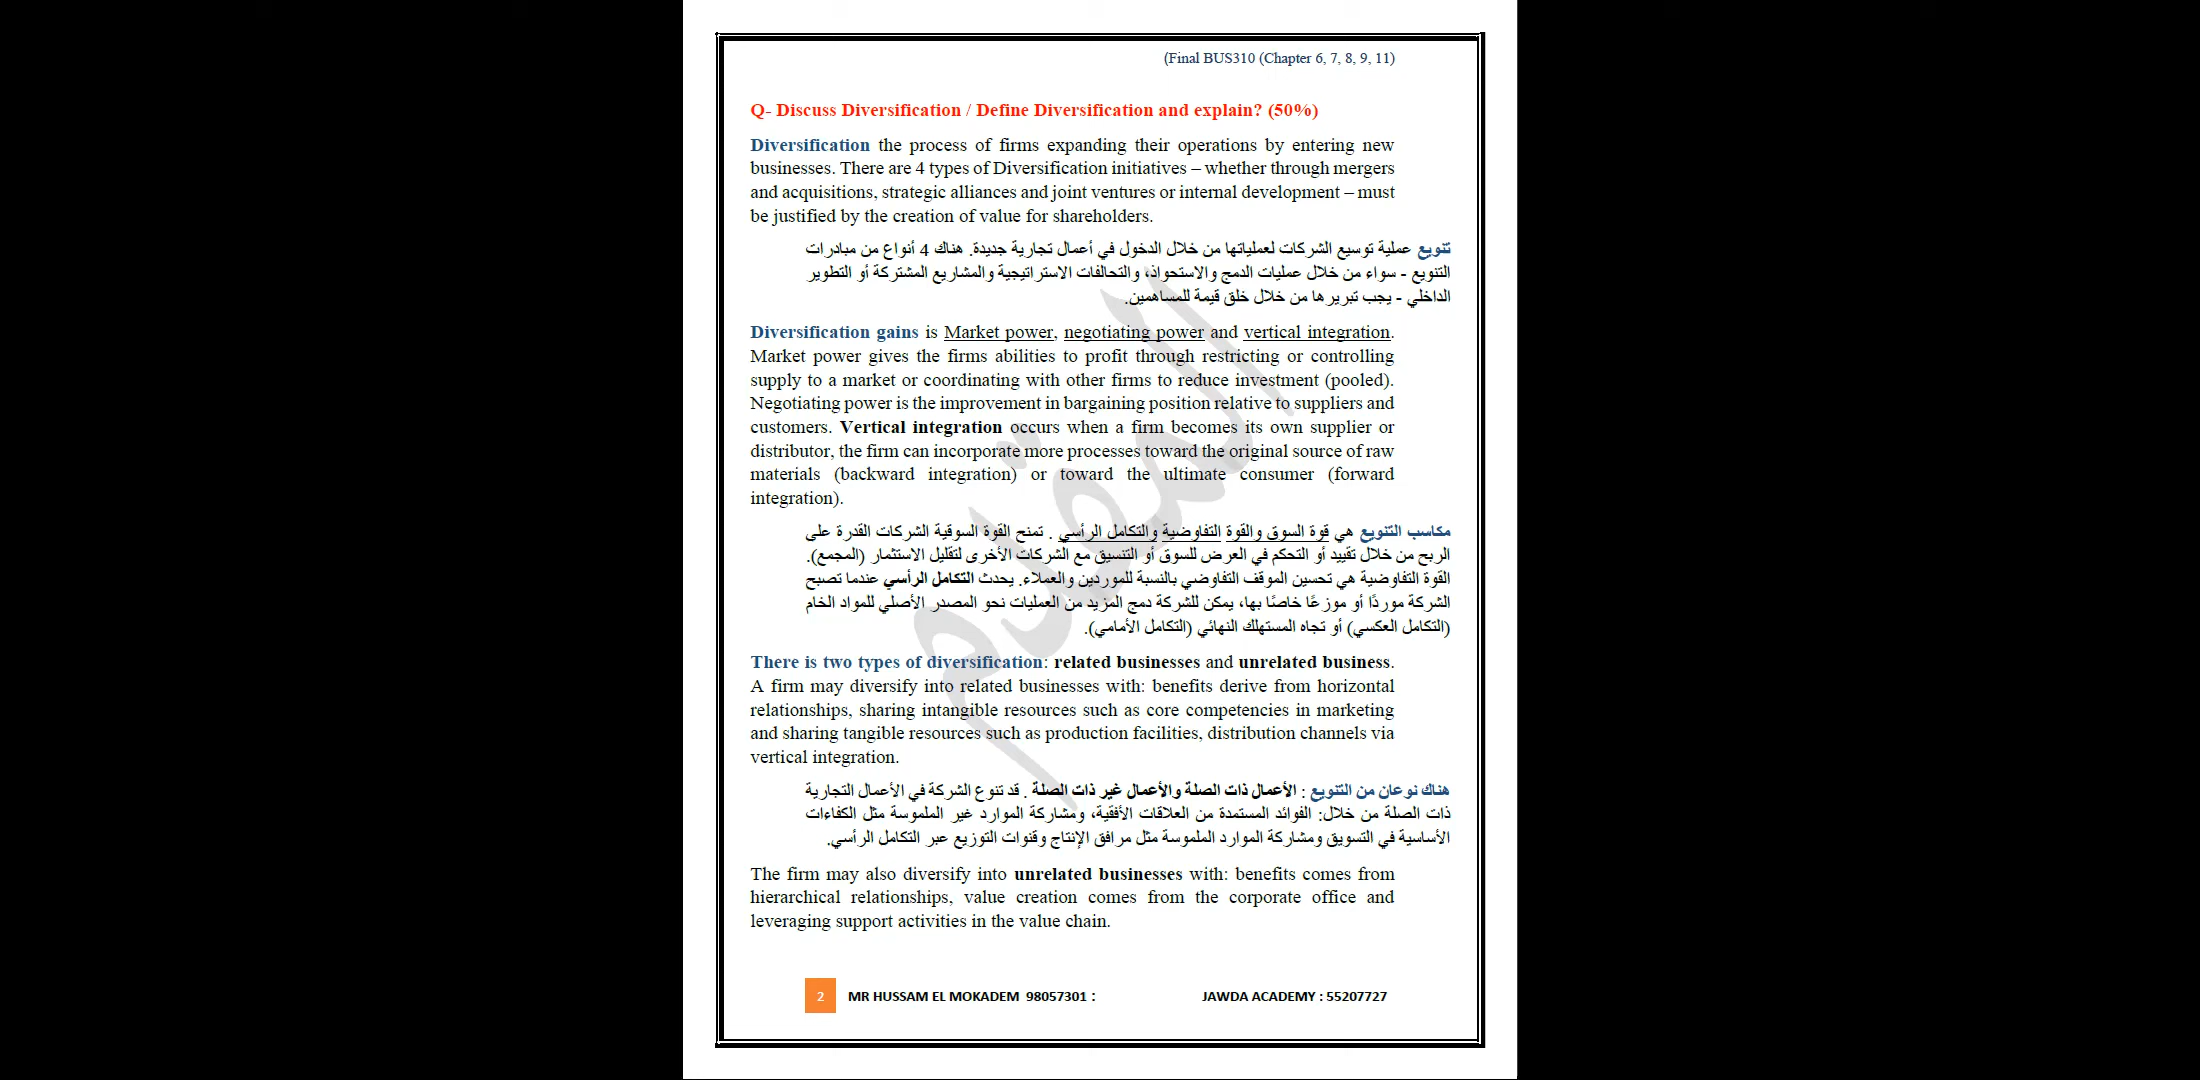 (Final BUS310 (Chapter 6, 7, 8, 9, 11)
Q- Discuss Diversification / Define Diversification and explain? (50%)
Diversification the process of firms expanding their operations by entering new
businesses. There are 4 types of Diversification initiatives – whether through mergers
and acquisitions, strategic alliances and joint ventures or internal development – must
be justified by the creation of value for shareholders.
تنويع عملية توسيع الشركات لعملياتها من خلال الدخول في أعمال تجارية جديدة. هناك 4 أنواع من مبادرات
التنويع - سواء من خلال عمليات الدمج والاستحواذ، والتحالفات الاستراتيجية والمشاريع المشتركة أو التطوير
الداخلي - يجب تبريرها من خلال خلق قيمة للمساهمين.
Diversification gains is Market power, negotiating power and vertical integration.
Market power gives the firms abilities to profit through restricting or controlling
supply to a market or coordinating with other firms to reduce investment (pooled).
Negotiating power is the improvement in bargaining position relative to suppliers and
customers. Vertical integration occurs when a firm becomes its own supplier or
distributor, the firm can incorporate more processes toward the original source of raw
materials (backward integration) or toward the ultimate consumer (forward
integration).
مكاسب التنويع هي قوة السوق والقوة التفاوضية والتكامل الرأسي . تمنح القوة السوقية الشركات القدرة على
الربح من خلال تقييد أو التحكم في العرض للسوق أو التنسيق مع الشركات الأخرى لتقليل الاستثمار (المجمع).
القوة التفاوضية هي تحسين الموقف التفاوضي بالنسبة للموردين والعملاء. يحدث التكامل الرأسي عندما تصبح
الشركة موردًا أو موزعًا خاصًا بها، يمكن للشركة دمج المزيد من العمليات نحو المصدر الأصلي للمواد الخام
(التكامل العكسي) أو تجاه المستهلك النهائي (التكامل الأمامي).
There is two types of diversification: related businesses and unrelated business.
A firm may diversify into related businesses with: benefits derive from horizontal
relationships, sharing intangible resources such as core competencies in marketing
and sharing tangible resources such as production facilities, distribution channels via
vertical integration.
هناك نوعان من التنويع : الأعمال ذات الصلة والأعمال غير ذات الصلة . قد تنوع الشركة في الأعمال التجارية
ذات الصلة من خلال: الفوائد المستمدة من العلاقات الأفقية، ومشاركة الموارد غير الملموسة مثل الكفاءات
الأساسية في التسويق ومشاركة الموارد الملموسة مثل مرافق الإنتاج وقنوات التوزيع عبر التكامل الرأسي.
The firm may also diversify into unrelated businesses with: benefits comes from
hierarchical relationships, value creation comes from the corporate office and
leveraging support activities in the value chain.
2 MR HUSSAM EL MOKADEM 98057301 : JAWDA ACADEMY : 55207727
المقدم